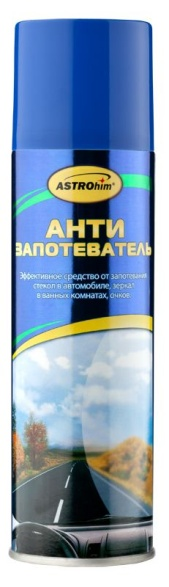 ASTROhim®
АНТИ
ЗАПОТЕВАТЕЛЬ
Эффективное средство от запотевания
стекол в автомобиле, зеркал
в ванных комнатах, очков